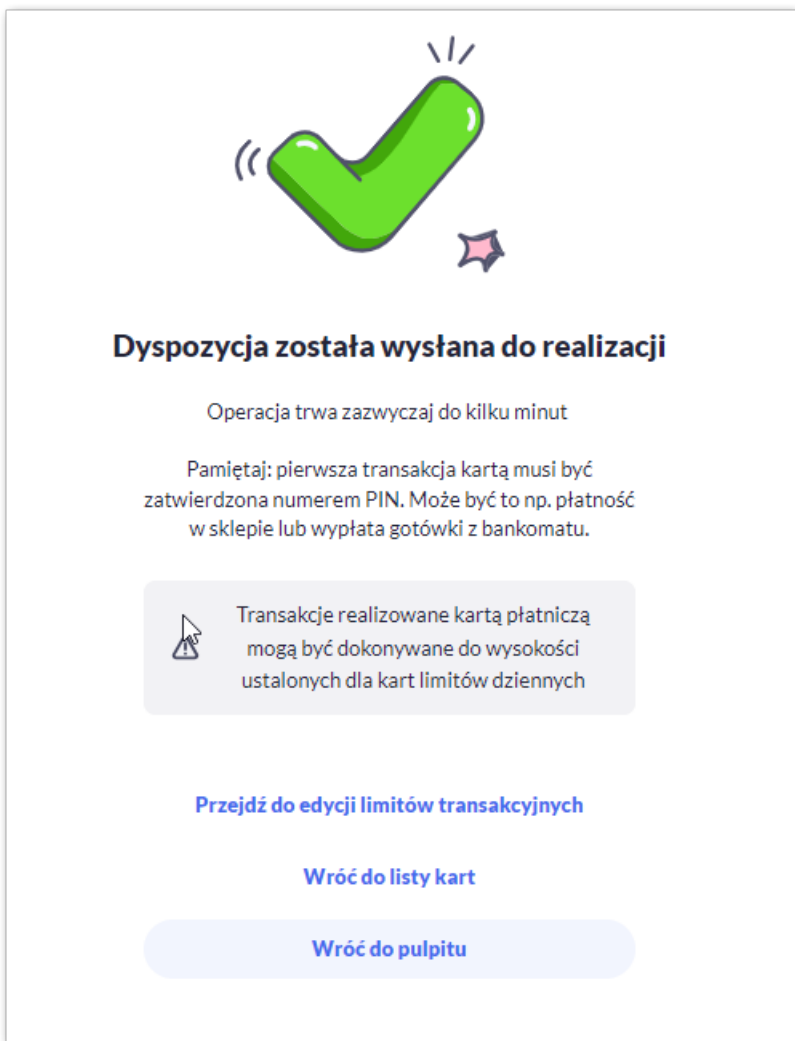 Dyspozycja została wysłana do realizacji
Operacja trwa zazwyczaj do kilku minut
Pamiętaj: pierwsza transakcja kartą musi być
zatwierdzona numerem PIN. Może być to np. płatność
w sklepie lub wypłata gotówki z bankomatu.
Transakcje realizowane kartą płatniczą
mogą być dokonywane do wysokości
ustalonych dla kart limitów dziennych
Przejdź do edycji limitów transakcyjnych
Wróć do listy kart
Wróć do pulpitu